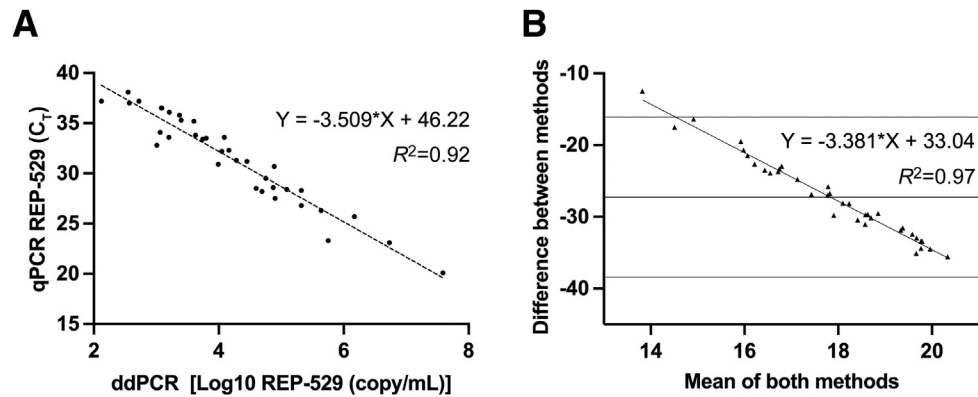 A
B
qPCR REP-529 (CT)
40
35
30
25
20
15
Y = -3.509*X + 46.22
R²=0.92
2
4
6
8
ddPCR [Log10 REP-529 (copy/mL)]
Difference between methods
-10
-20
-30
-40
Y = -3.381*X + 33.04
R²=0.97
14
16
18
20
Mean of both methods